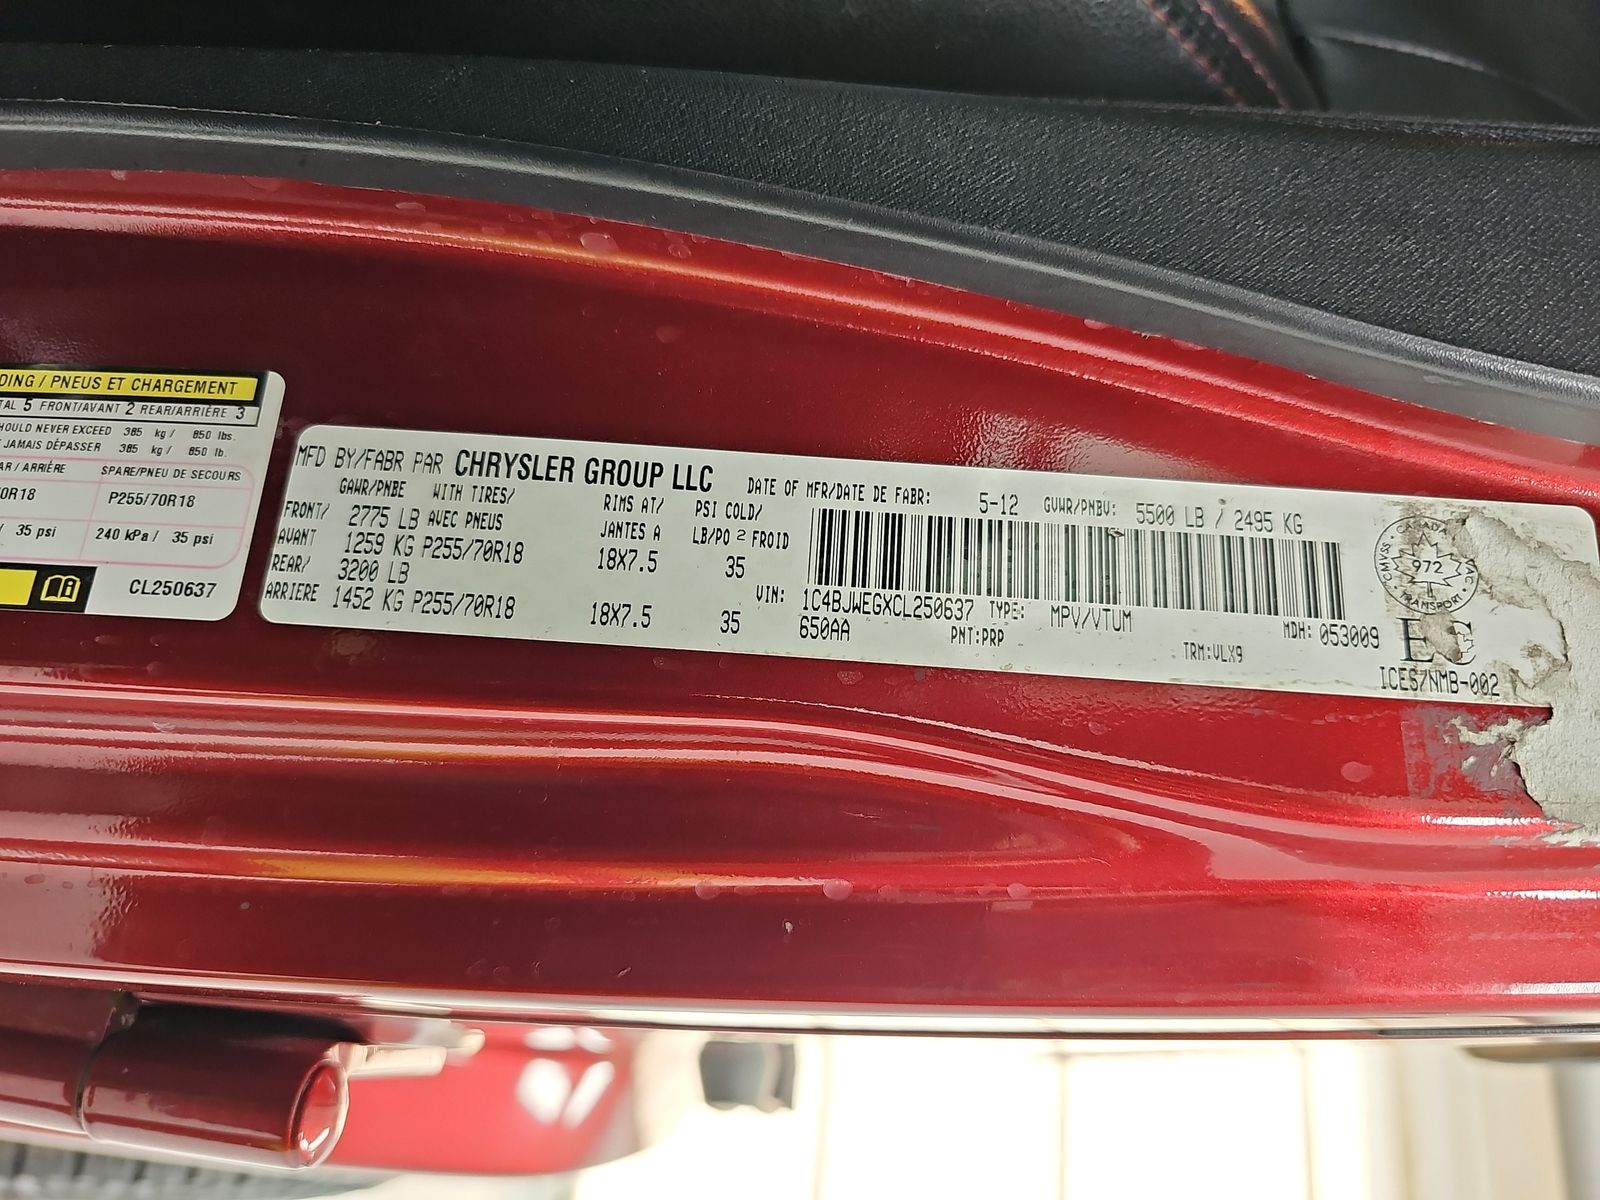 DING / PNEUS ET CHARGEMENT
TAL 5 FRONT/AVANT 2 REAR/ARRIÈRE 3
HOULD NEVER EXCEED 385 kg / 850 lbs.
JAMAIS DÉPASSER 385 kg / 850 lb.
AR / ARRIÈRE SPARE/PNEU DE SECOURS
0R18 P255/70R18
/ 35 psi 240 kPa / 35 psi
CL250637
MFD BY/FABR PAR CHRYSLER GROUP LLC DATE OF MFR/DATE DE FABR: 5-12 GVWR/PNBV: 5500 LB / 2495 KG
GAWR/PNBE WITH TIRES/ RIMS AT/ PSI COLD/
FRONT/ 2775 LB AVEC PNEUS JANTES A LB/PO 2 FROID
AVANT 1259 KG P255/70R18 18X7.5 35
REAR/ 3200 LB
ARRIERE 1452 KG P255/70R18 18X7.5 35
VIN: 1C4BJWEGXCL250637 TYPE: MPV/VTUM MDH: 053009
650AA PNT:PRP TRM:VLX9
CANADA
CMVSS 972 NSVAC
TRANSPORT
EC
ICES/NMB-002